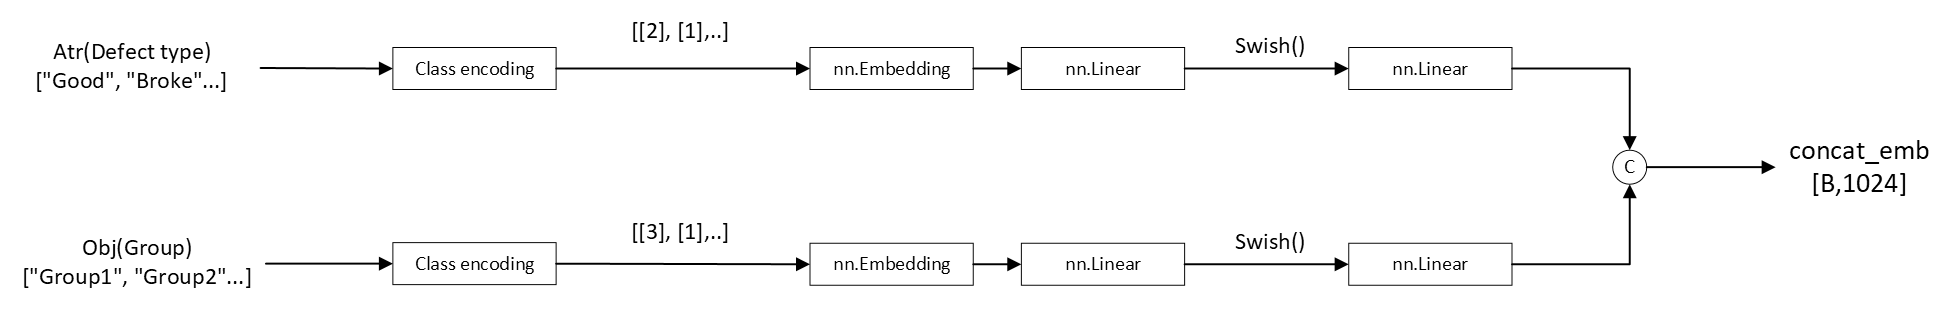 Atr(Defect type)
["Good", "Broke"...]
Class encoding
[[2], [1],..]
nn.Embedding
nn.Linear
Swish()
nn.Linear
C
concat_emb
[B,1024]
Obj(Group)
["Group1", "Group2"...]
Class encoding
[[3], [1],..]
nn.Embedding
nn.Linear
Swish()
nn.Linear